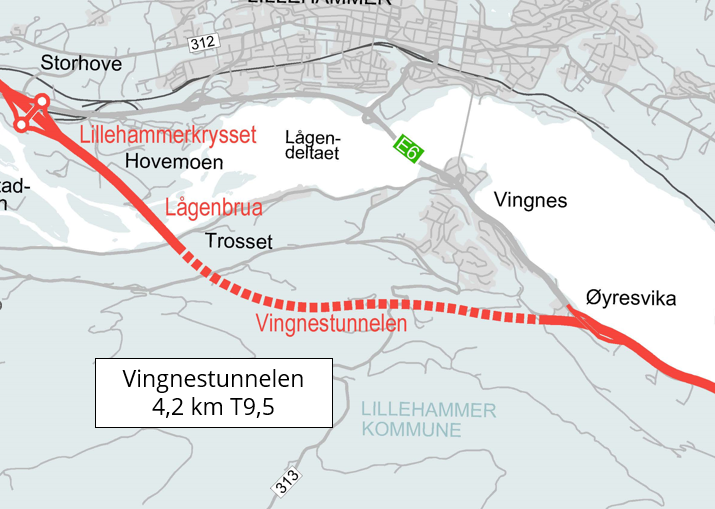 LILLEHAMMER
312
Storhove
Lillehammerkrysset
Hovemoen
Lågen-
deltaet
E6
tad-
n
Lågenbrua
Vingnes
Trosset
Øyresvika
Vingnestunnelen
Vingnestunnelen
4,2 km T9,5
LILLEHAMMER
KOMMUNE
313